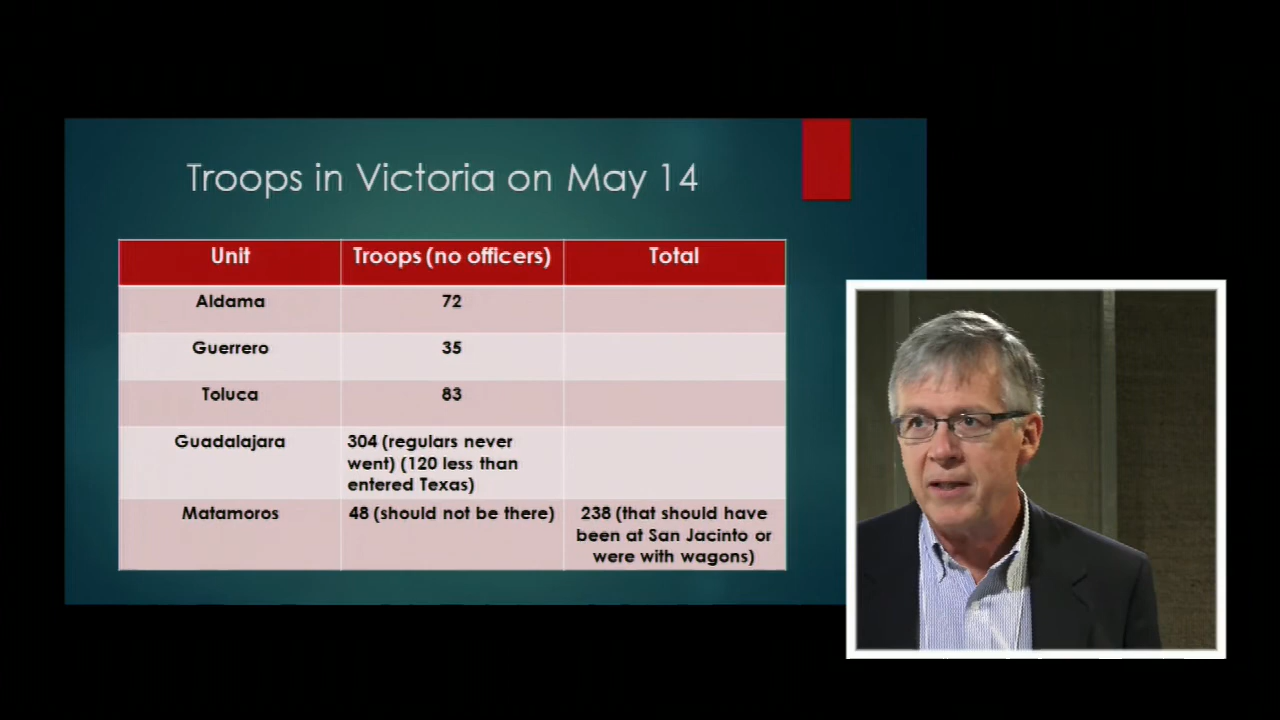 Troops in Victoria on May 14
Unit Troops (no officers) Total
Aldama 72
Guerrero 35
Toluca 83
Guadalajara 304 (regulars never
went) (120 less than
entered Texas)
Matamoros 48 (should not be there) 238 (that should have
been at San Jacinto or
were with wagons)